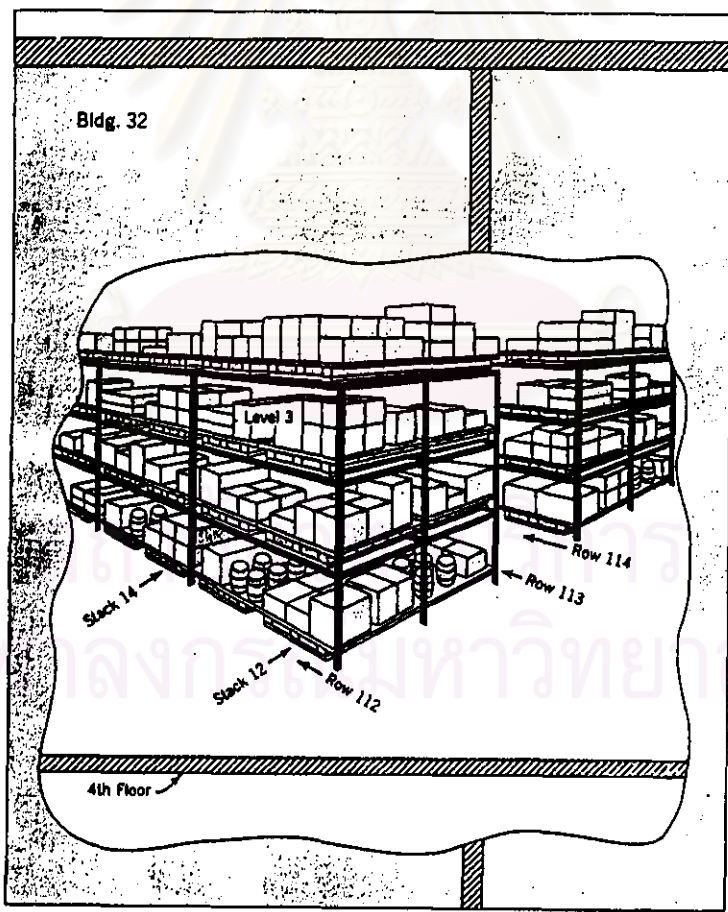 Bldg. 32
Level 3
Row 114
Row 113
Stack 14
Stack 12
Row 112
4th Floor